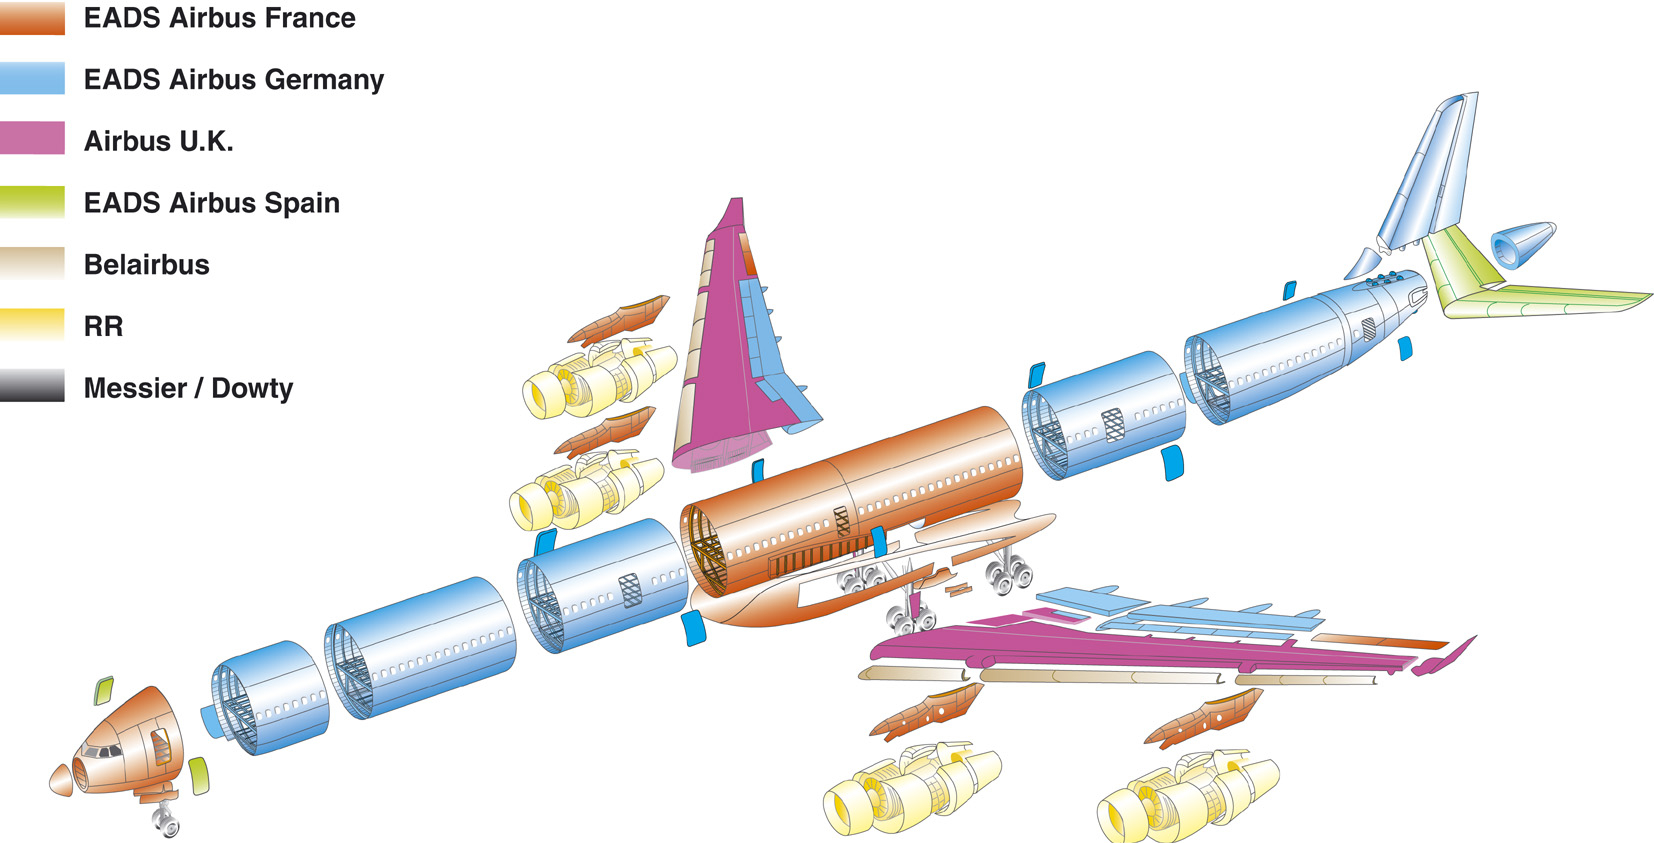 EADS Airbus France
EADS Airbus Germany
Airbus U.K.
EADS Airbus Spain
Belairbus
RR
Messier / Dowty